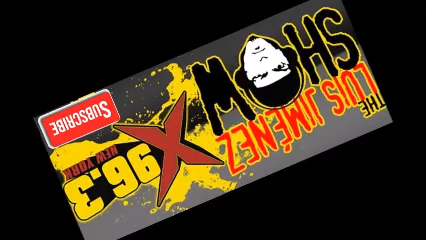 THE
LUIS JIMÉNEZ
SHOW
X
96.3
NEW YORK
SUBSCRIBE